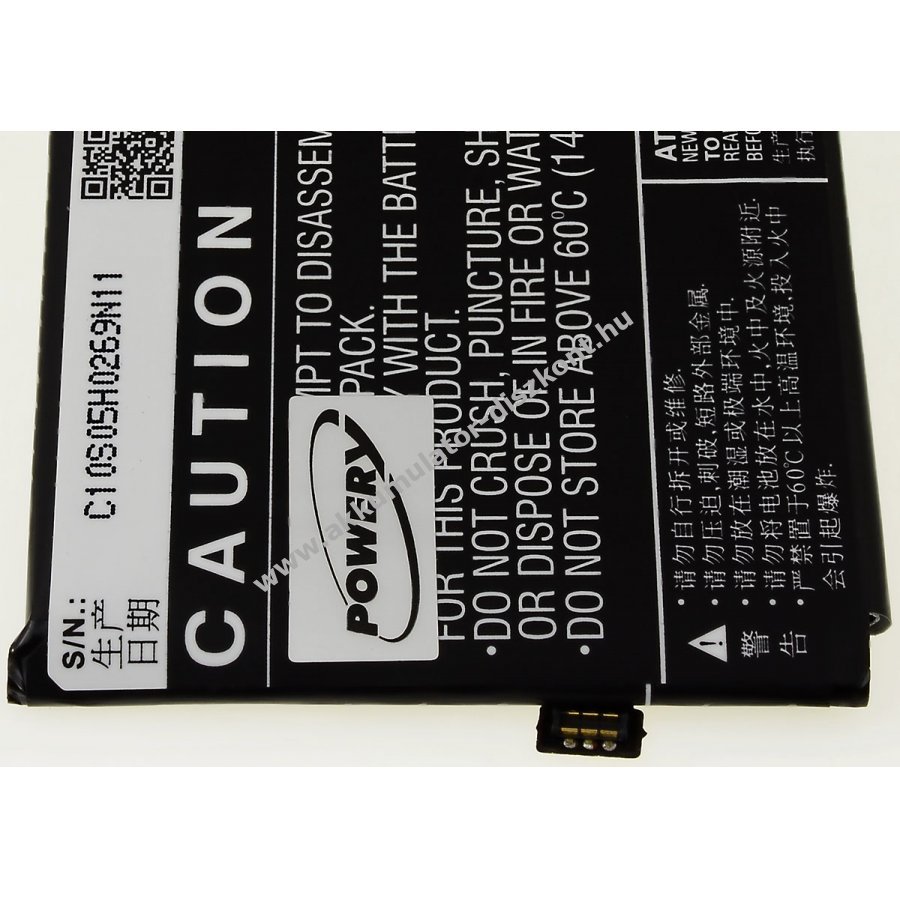 S/N.:
生产
日期
C10S05H0269N11
CAUTION
MPT TO DISASSEM
PACK.
WITH THE BATT
FOR THIS PRODUCT.
DO NOT CRUSH, PUNCTURE, SH
OR DISPOSE OF IN FIRE OR WAT
• DO NOT STORE ABOVE 60°C (14
POWERY
www.akkumulator-diszkont.hu
AT
NEW
TO
REA
BEFO
生产
执行
警告
• 请勿自行拆开或维修.
• 请勿压迫, 刺破, 短路外部金属.
• 请勿放在潮湿或极端环境中.
• 请勿将电池放在水中, 火中及火源附近.
• 严禁置于60℃以上高温环境, 投入火中
会引起爆炸.